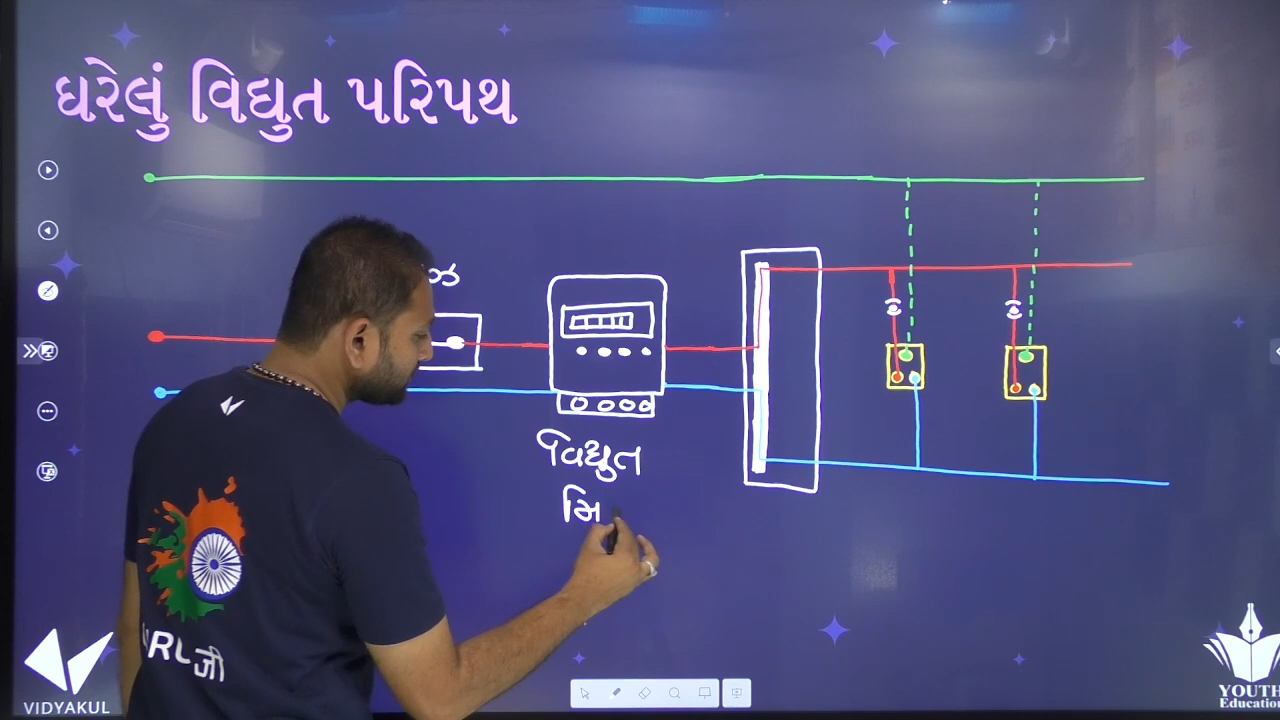 ઘરેલું વિદ્યુત પરિપથ
વિદ્યુત
મિ
જી
VIDYAKUL
YOUTH
Education